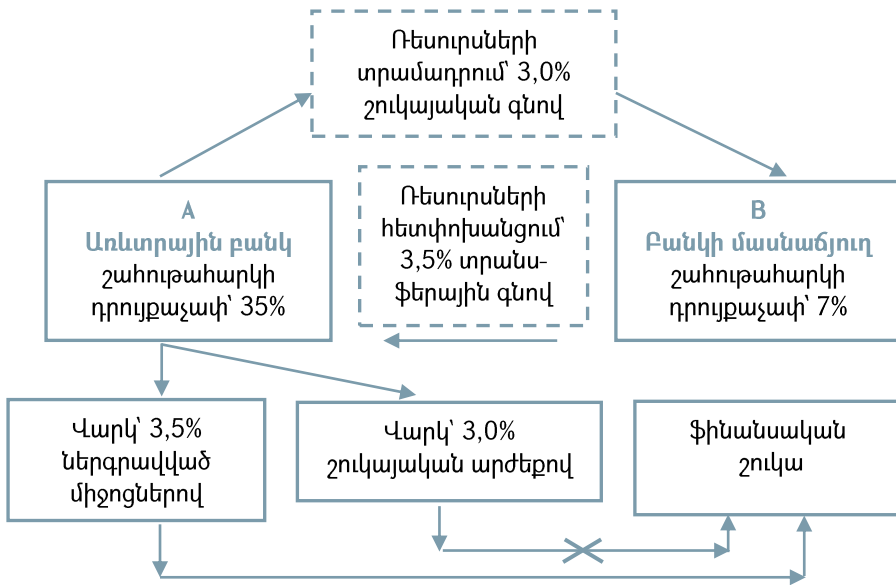 Ռեսուրսների
տրամադրում՝ 3,0%
շուկայական գնով
A
Առևտրային բանկ
շահութահարկի
դրույքաչափ՝ 35%
Ռեսուրսների
հետփոխանցում՝
3,5% տրանս-
ֆերային գնով
B
Բանկի մասնաճյուղ
շահութահարկի
դրույքաչափ՝ 7%
Վարկ՝ 3,5%
ներգրավված
միջոցներով
Վարկ՝ 3,0%
շուկայական արժեքով
ֆինանսական
շուկա